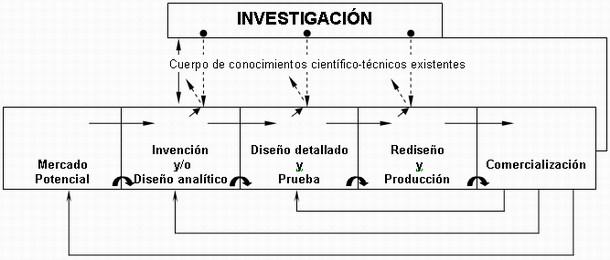 INVESTIGACIÓN
Cuerpo de conocimientos científico-técnicos existentes
Mercado
Potencial
Invención
y/o
Diseño analítico
Diseño detallado
y
Prueba
Rediseño
y
Producción
Comercialización